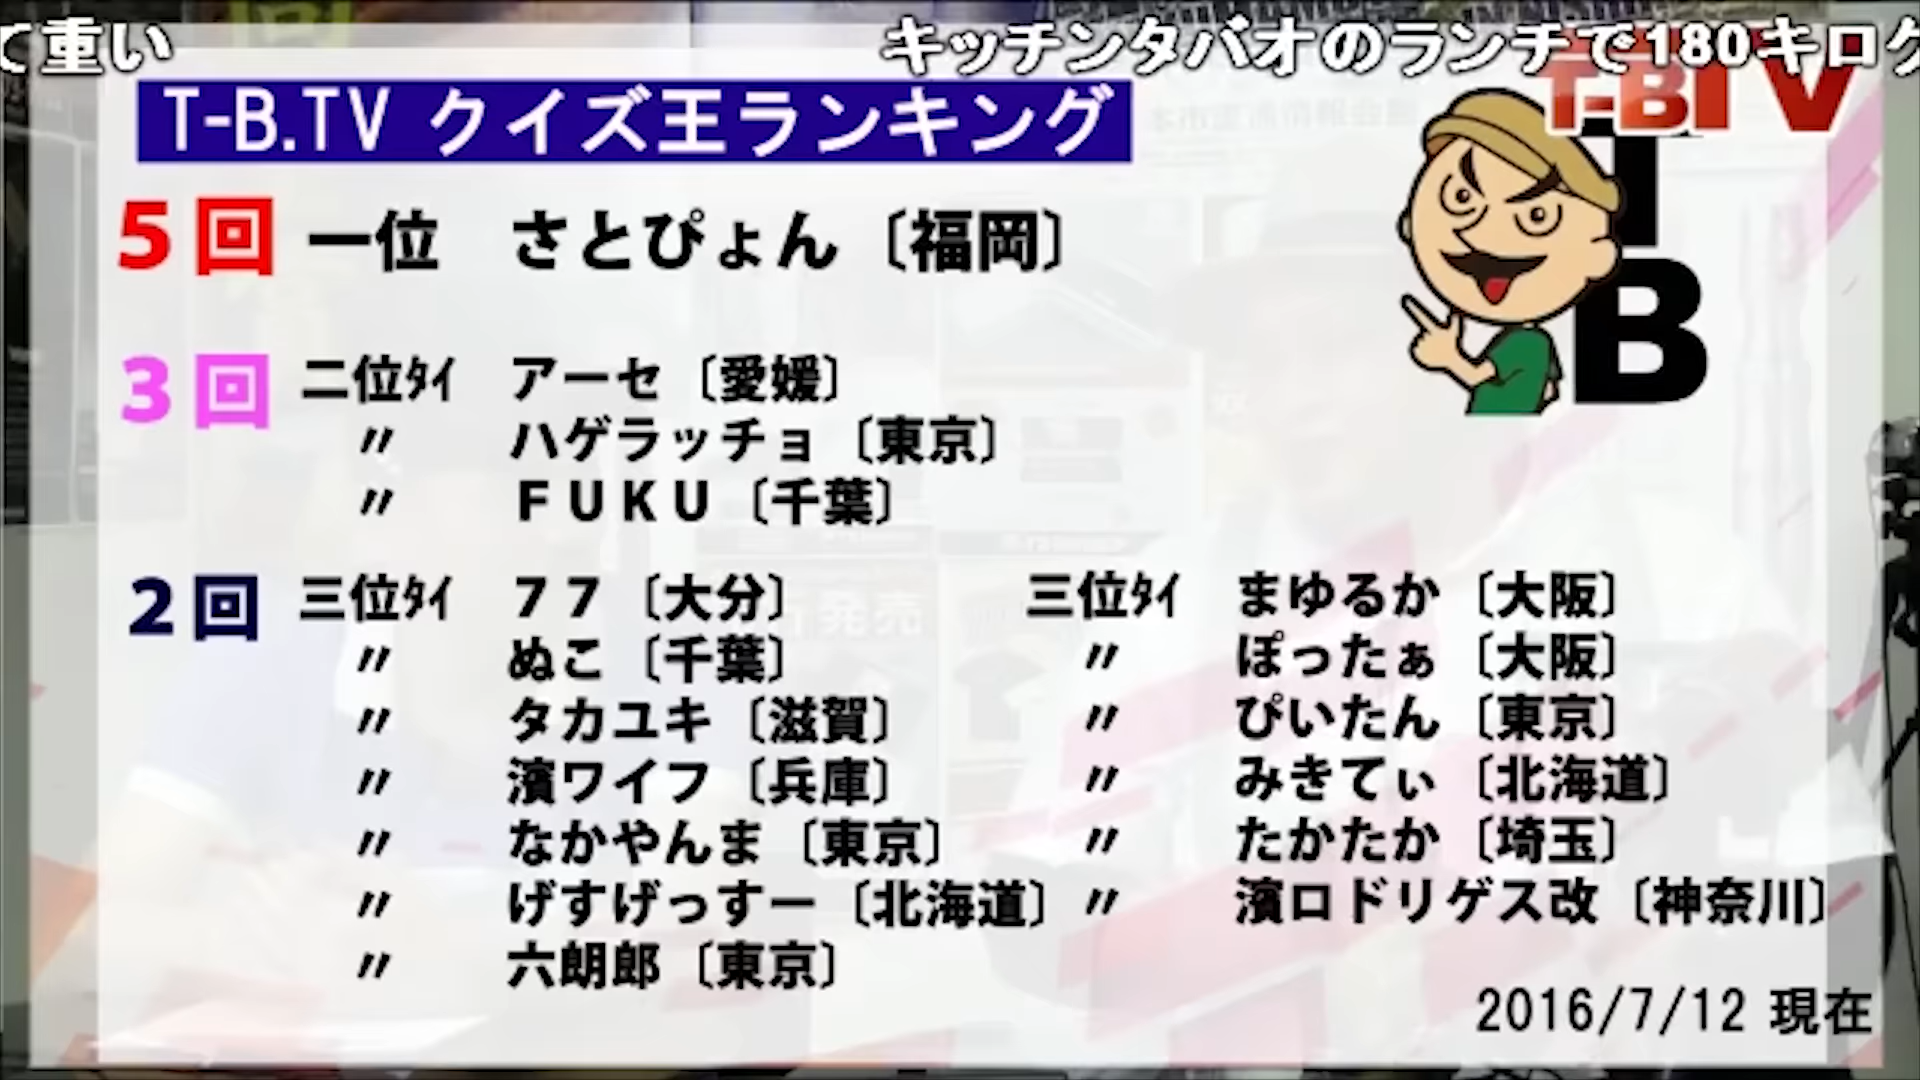 て重い キッチンタバオのランチで180キロ
T-B.TV クイズ王ランキング
T-B.TV
T
B
5回 一位 さとぴょん〔福岡〕
3回 二位ﾀｲ アーセ〔愛媛〕
〃 ハゲラッチョ〔東京〕
〃 ＦＵＫＵ〔千葉〕
2回 三位ﾀｲ ７７〔大分〕 三位ﾀｲ まゆるか〔大阪〕
〃 ぬこ〔千葉〕 〃 ぽったぁ〔大阪〕
〃 タカユキ〔滋賀〕 〃 ぴいたん〔東京〕
〃 濱ワイフ〔兵庫〕 〃 みきてぃ〔北海道〕
〃 なかやんま〔東京〕 〃 たかたか〔埼玉〕
〃 げすげっすー〔北海道〕 〃 濱ロドリゲス改〔神奈川〕
〃 六朗郎〔東京〕
2016/7/12 現在